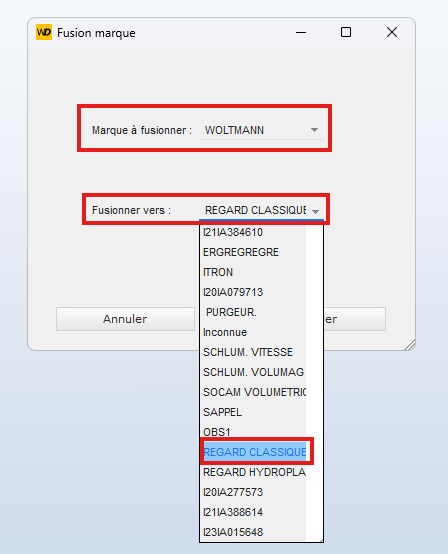 WD Fusion marque
Marque à fusionner : WOLTMANN
Fusionner vers : REGARD CLASSIQUE
I21IA384610
ERGREGREGRE
ITRON
I20IA079713
PURGEUR.
Inconnue
SCHLUM. VITESSE
SCHLUM. VOLUMAG
SOCAM VOLUMETRIC
SAPPEL
OBS1
REGARD CLASSIQUE
REGARD HYDROPLA
I20IA277573
I21IA388614
I23IA015648
Annuler
er